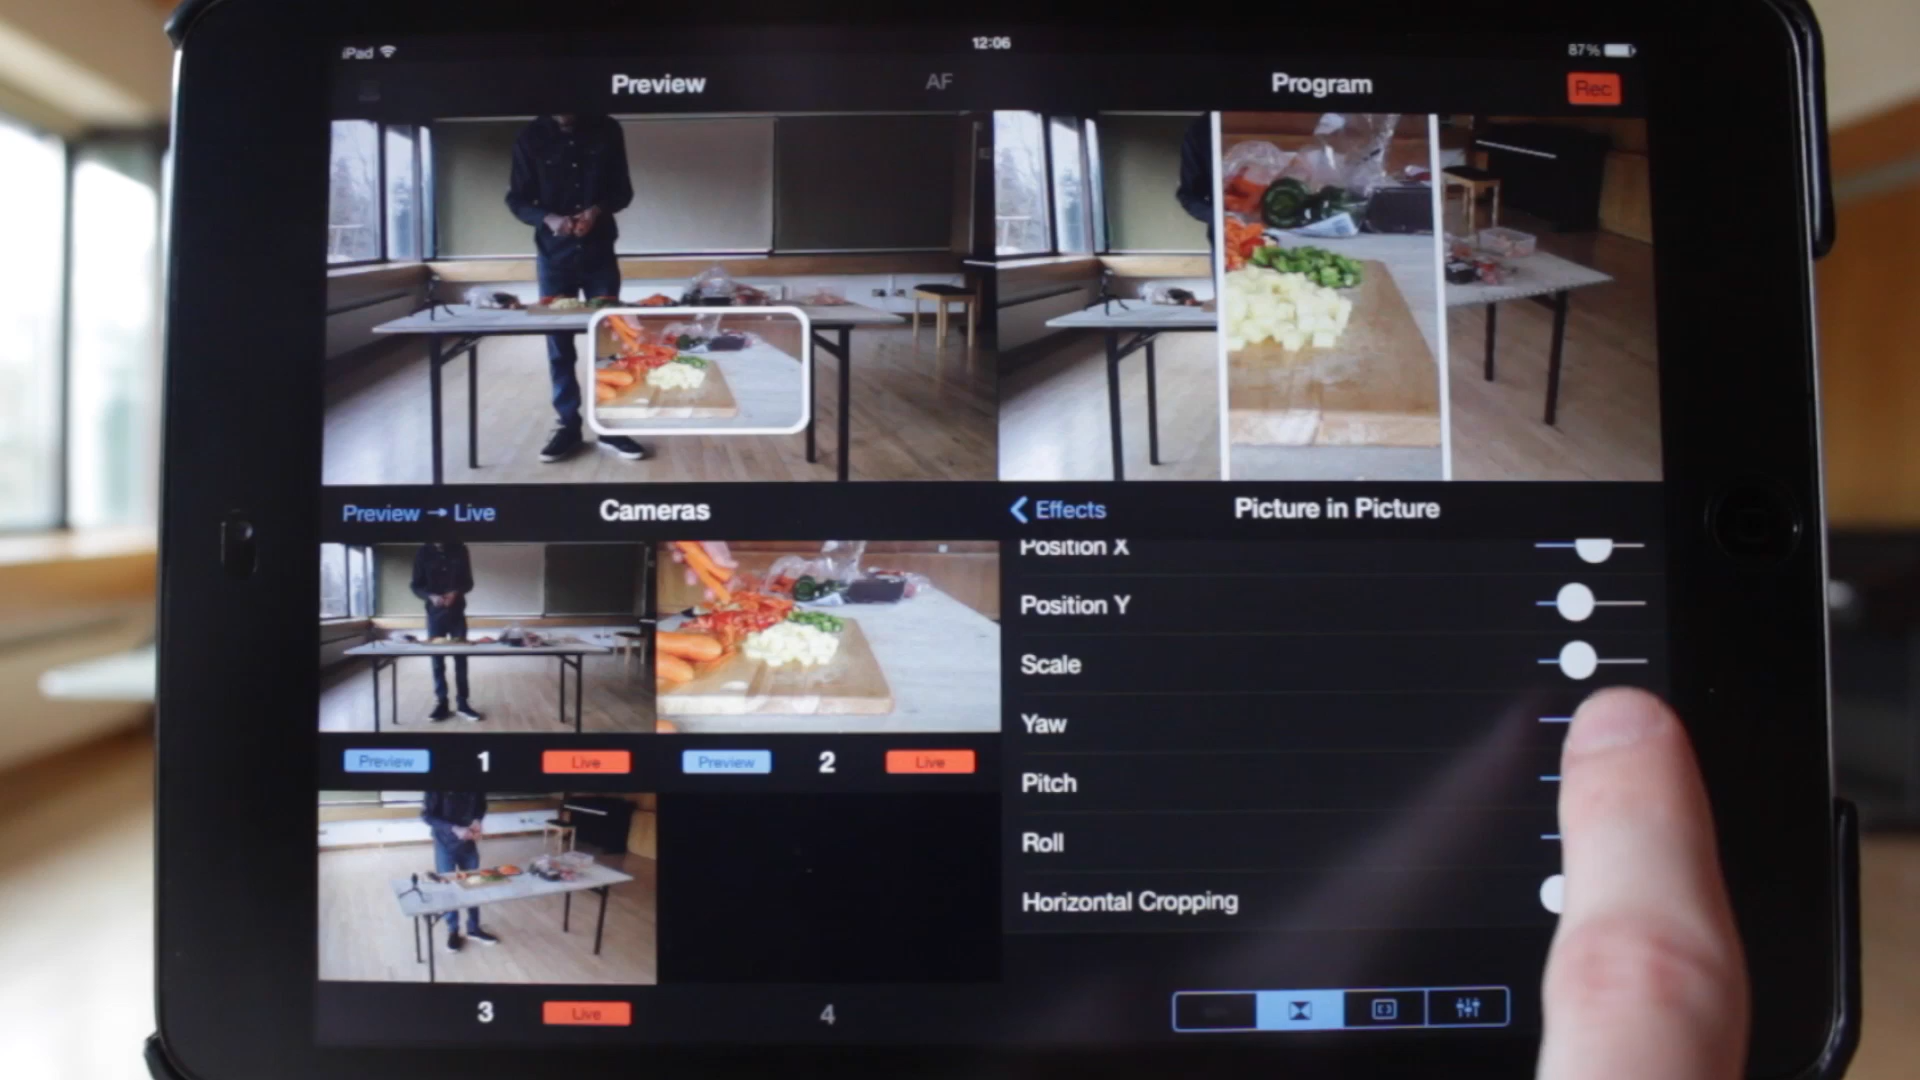 iPad 12:06 87%
Preview AF Program Rec
Preview → Live Cameras Effects Picture in Picture
Position X
Position Y
Scale
Yaw
Preview 1 Live Preview 2 Live
Pitch
Roll
Horizontal Cropping
3 Live 4